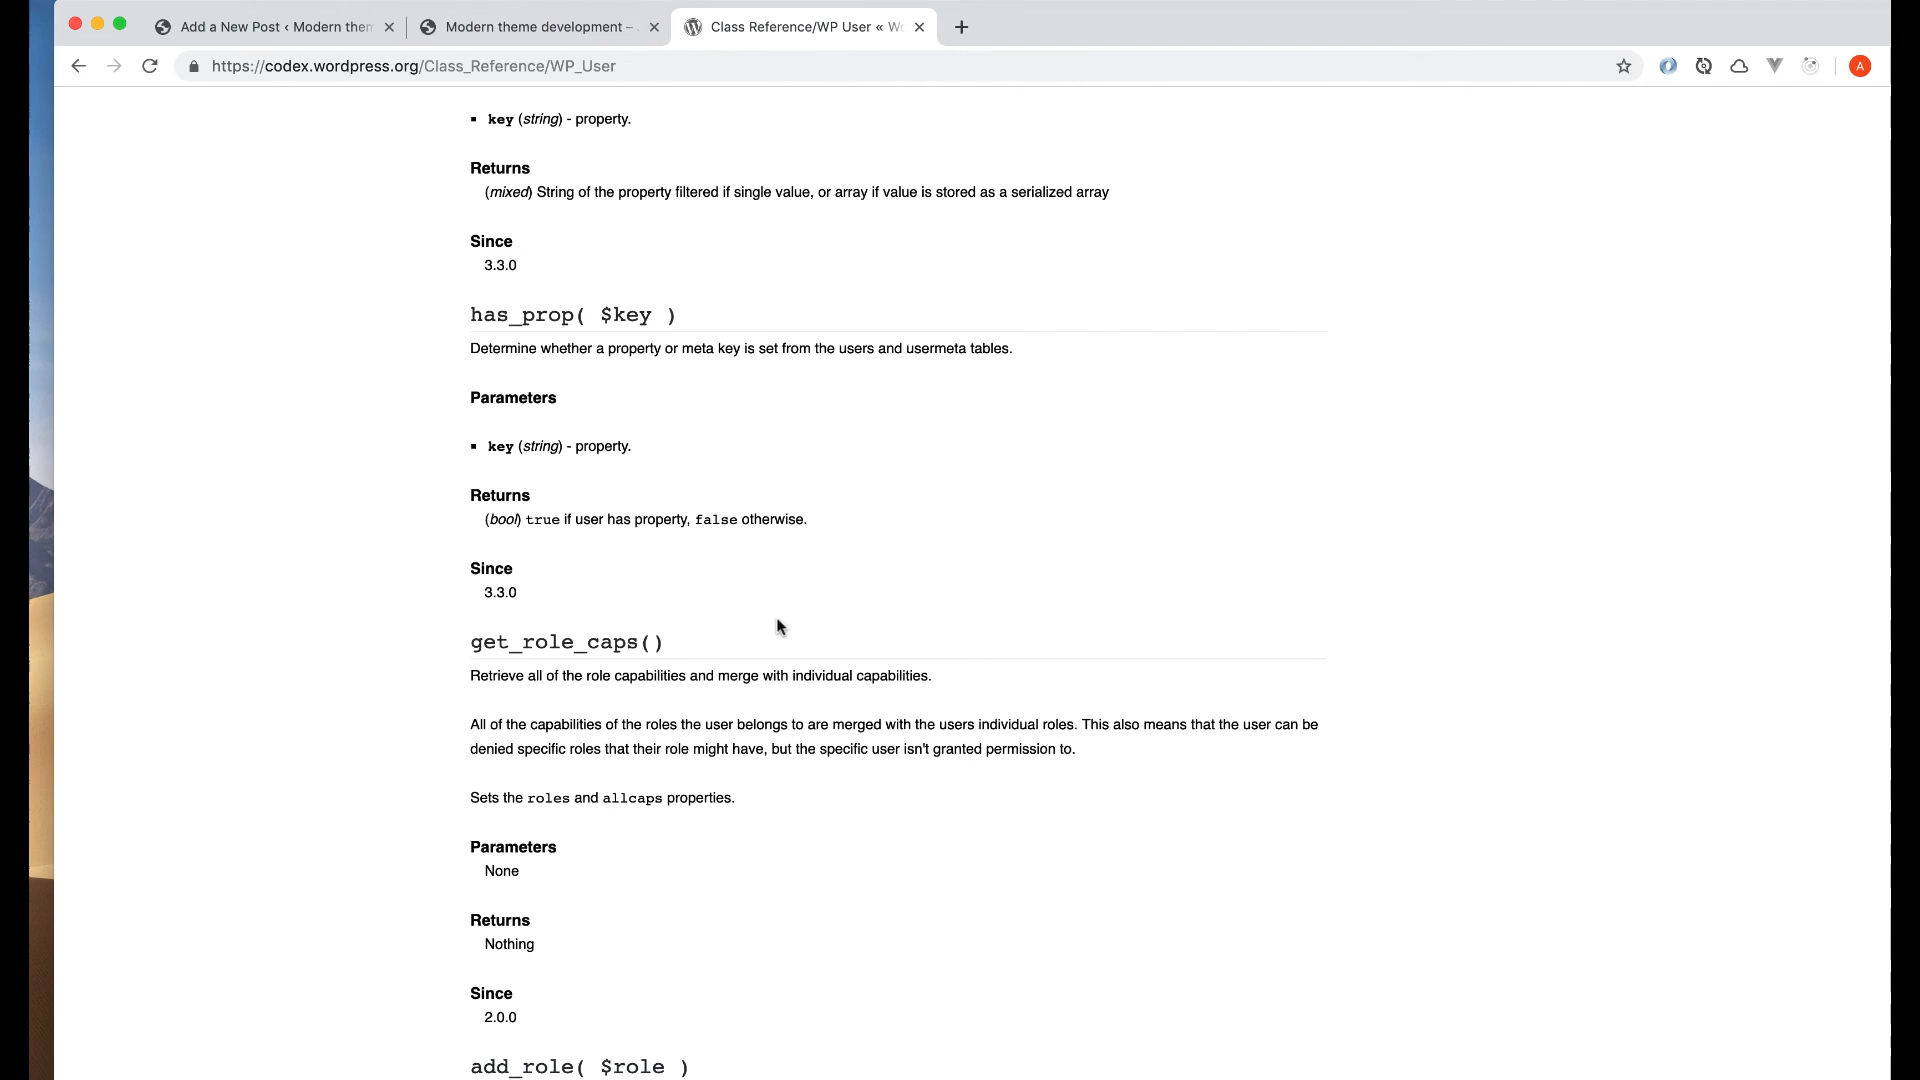 Add a New Post ‹ Modern them
Modern theme development –
Class Reference/WP User « Wo
https://codex.wordpress.org/Class_Reference/WP_User
A
key (string) - property.
Returns
(mixed) String of the property filtered if single value, or array if value is stored as a serialized array
Since
3.3.0
has_prop( $key )
Determine whether a property or meta key is set from the users and usermeta tables.
Parameters
key (string) - property.
Returns
(bool) true if user has property, false otherwise.
Since
3.3.0
get_role_caps()
Retrieve all of the role capabilities and merge with individual capabilities.
All of the capabilities of the roles the user belongs to are merged with the users individual roles. This also means that the user can be
denied specific roles that their role might have, but the specific user isn't granted permission to.
Sets the roles and allcaps properties.
Parameters
None
Returns
Nothing
Since
2.0.0
add_role( $role )